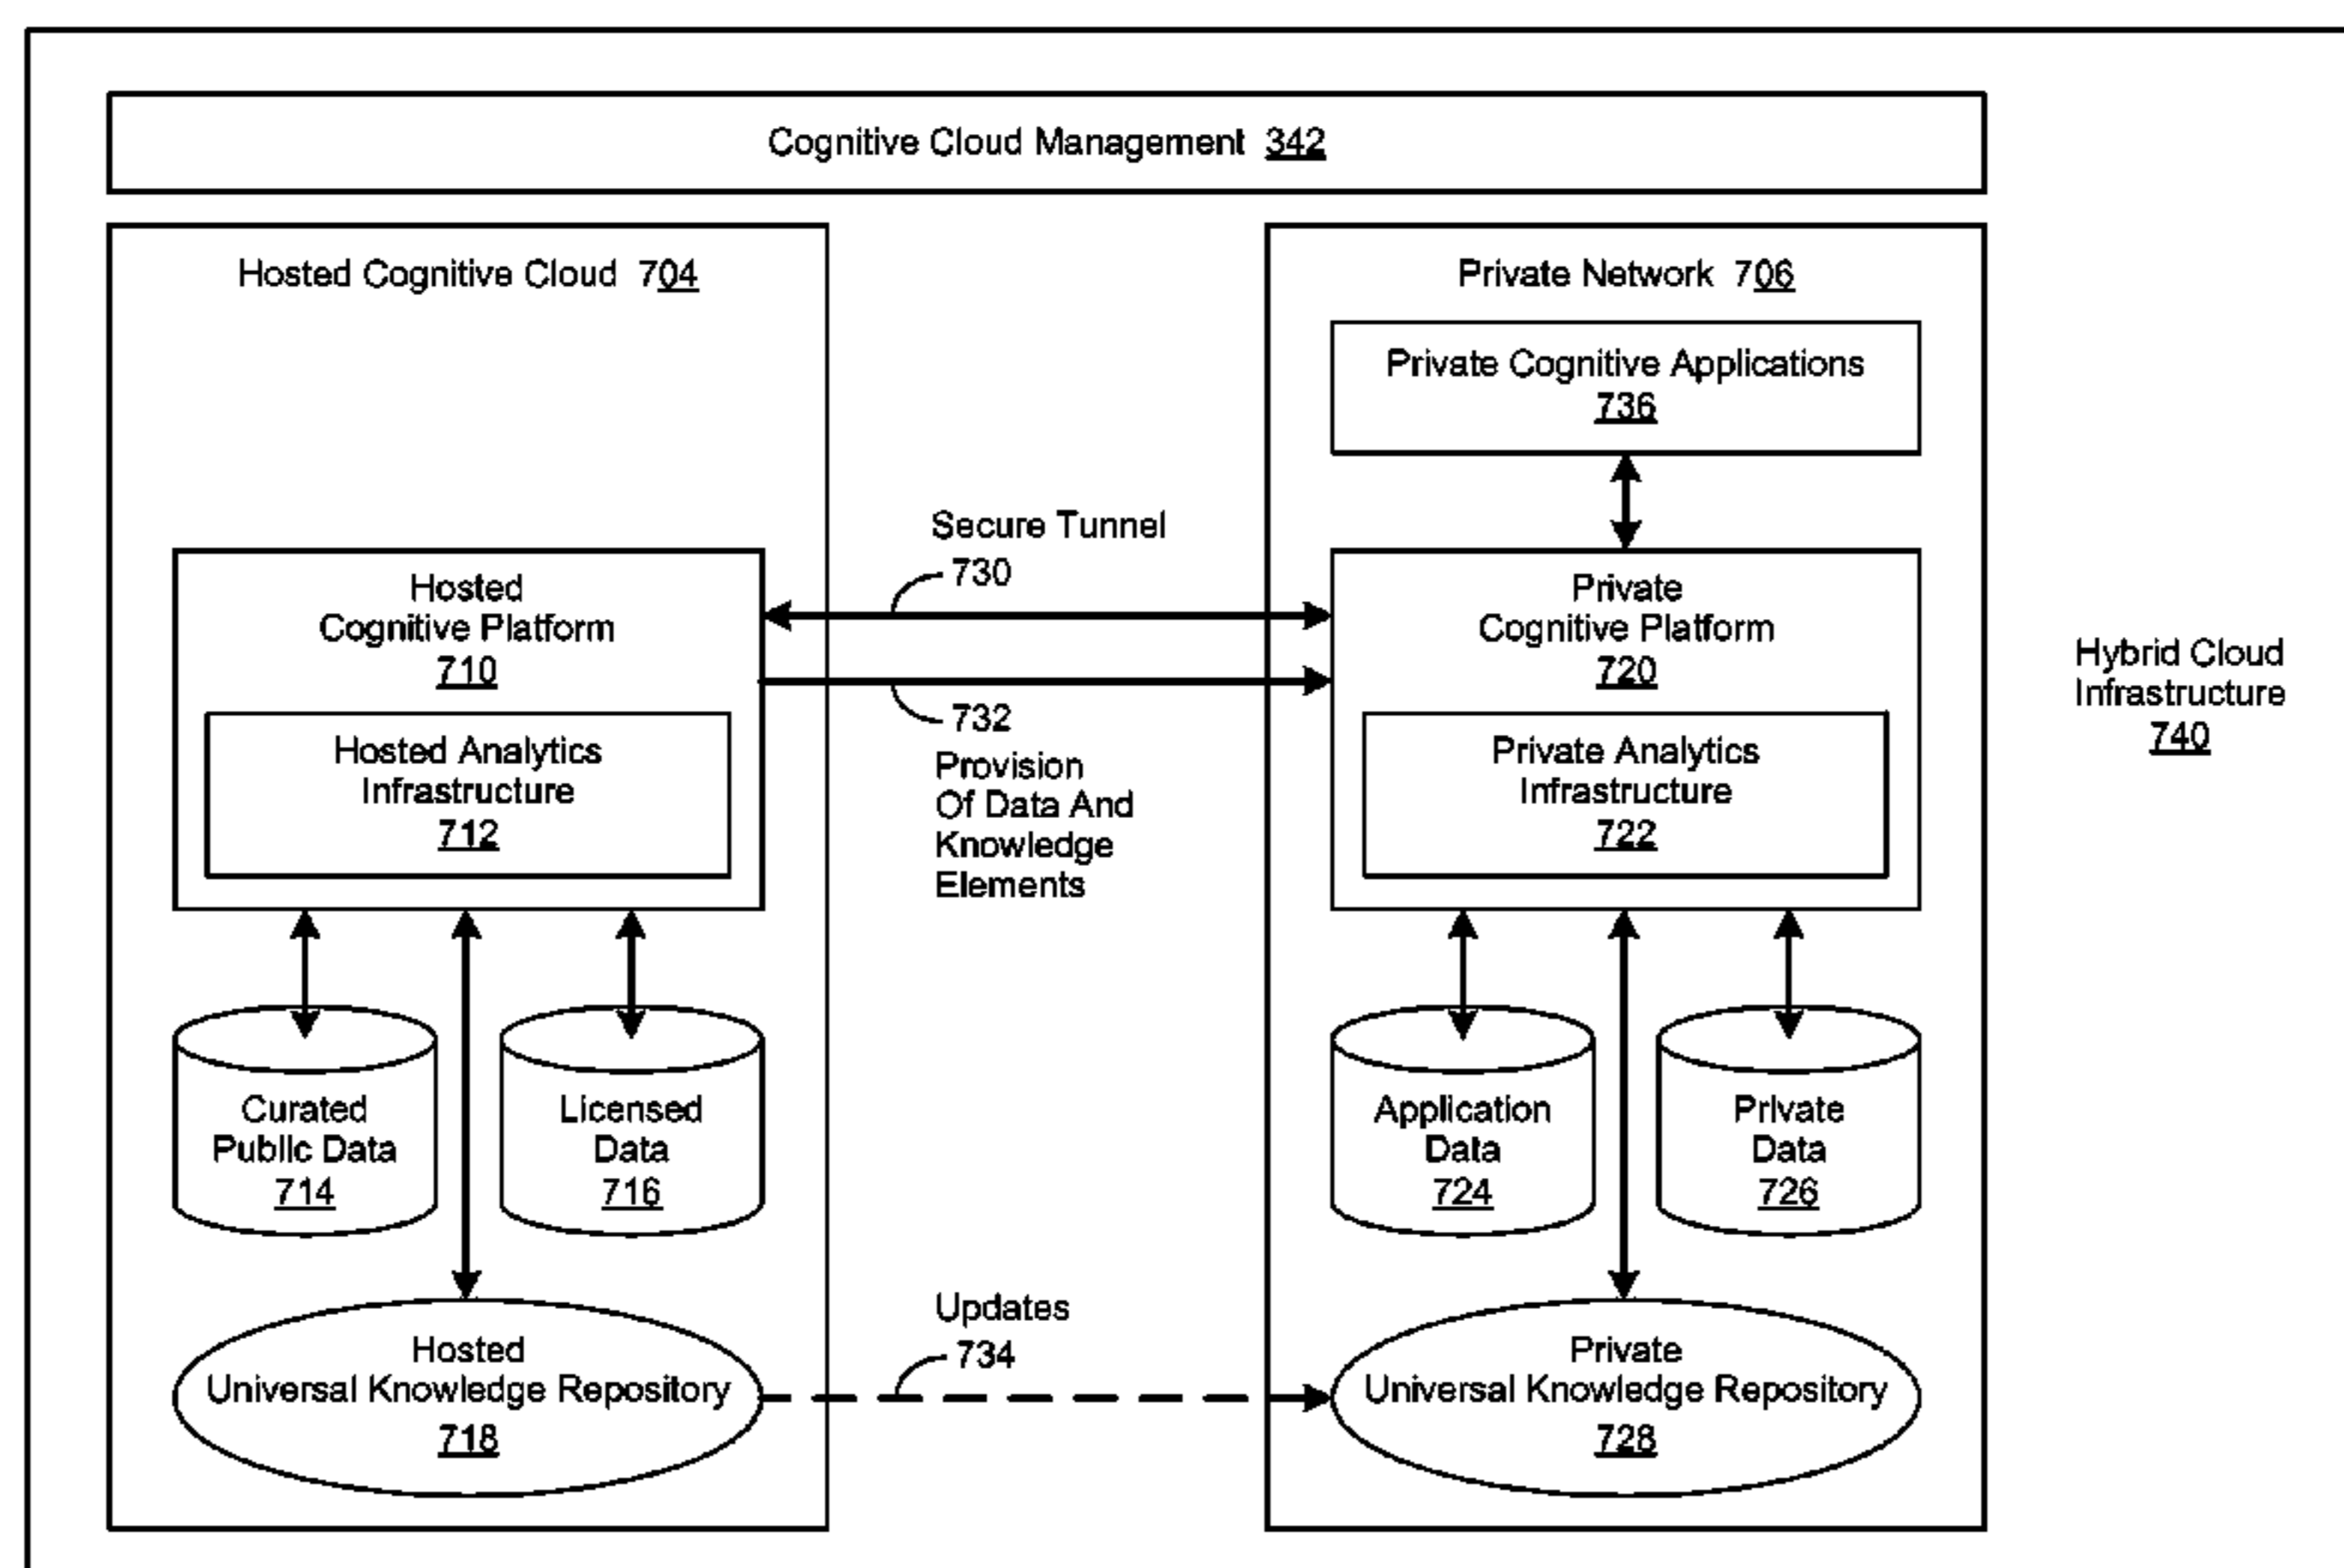 Cognitive Cloud Management 342
Hosted Cognitive Cloud 704
Private Network 706
Private Cognitive Applications
736
Secure Tunnel
730
Hosted
Cognitive Platform
710
Private
Cognitive Platform
720
Hybrid Cloud
Infrastructure
740
732
Provision
Of Data And
Knowledge
Elements
Hosted Analytics
Infrastructure
712
Private Analytics
Infrastructure
722
Curated
Public Data
714
Licensed
Data
716
Application
Data
724
Private
Data
726
Updates
734
Hosted
Universal Knowledge Repository
718
Private
Universal Knowledge Repository
728